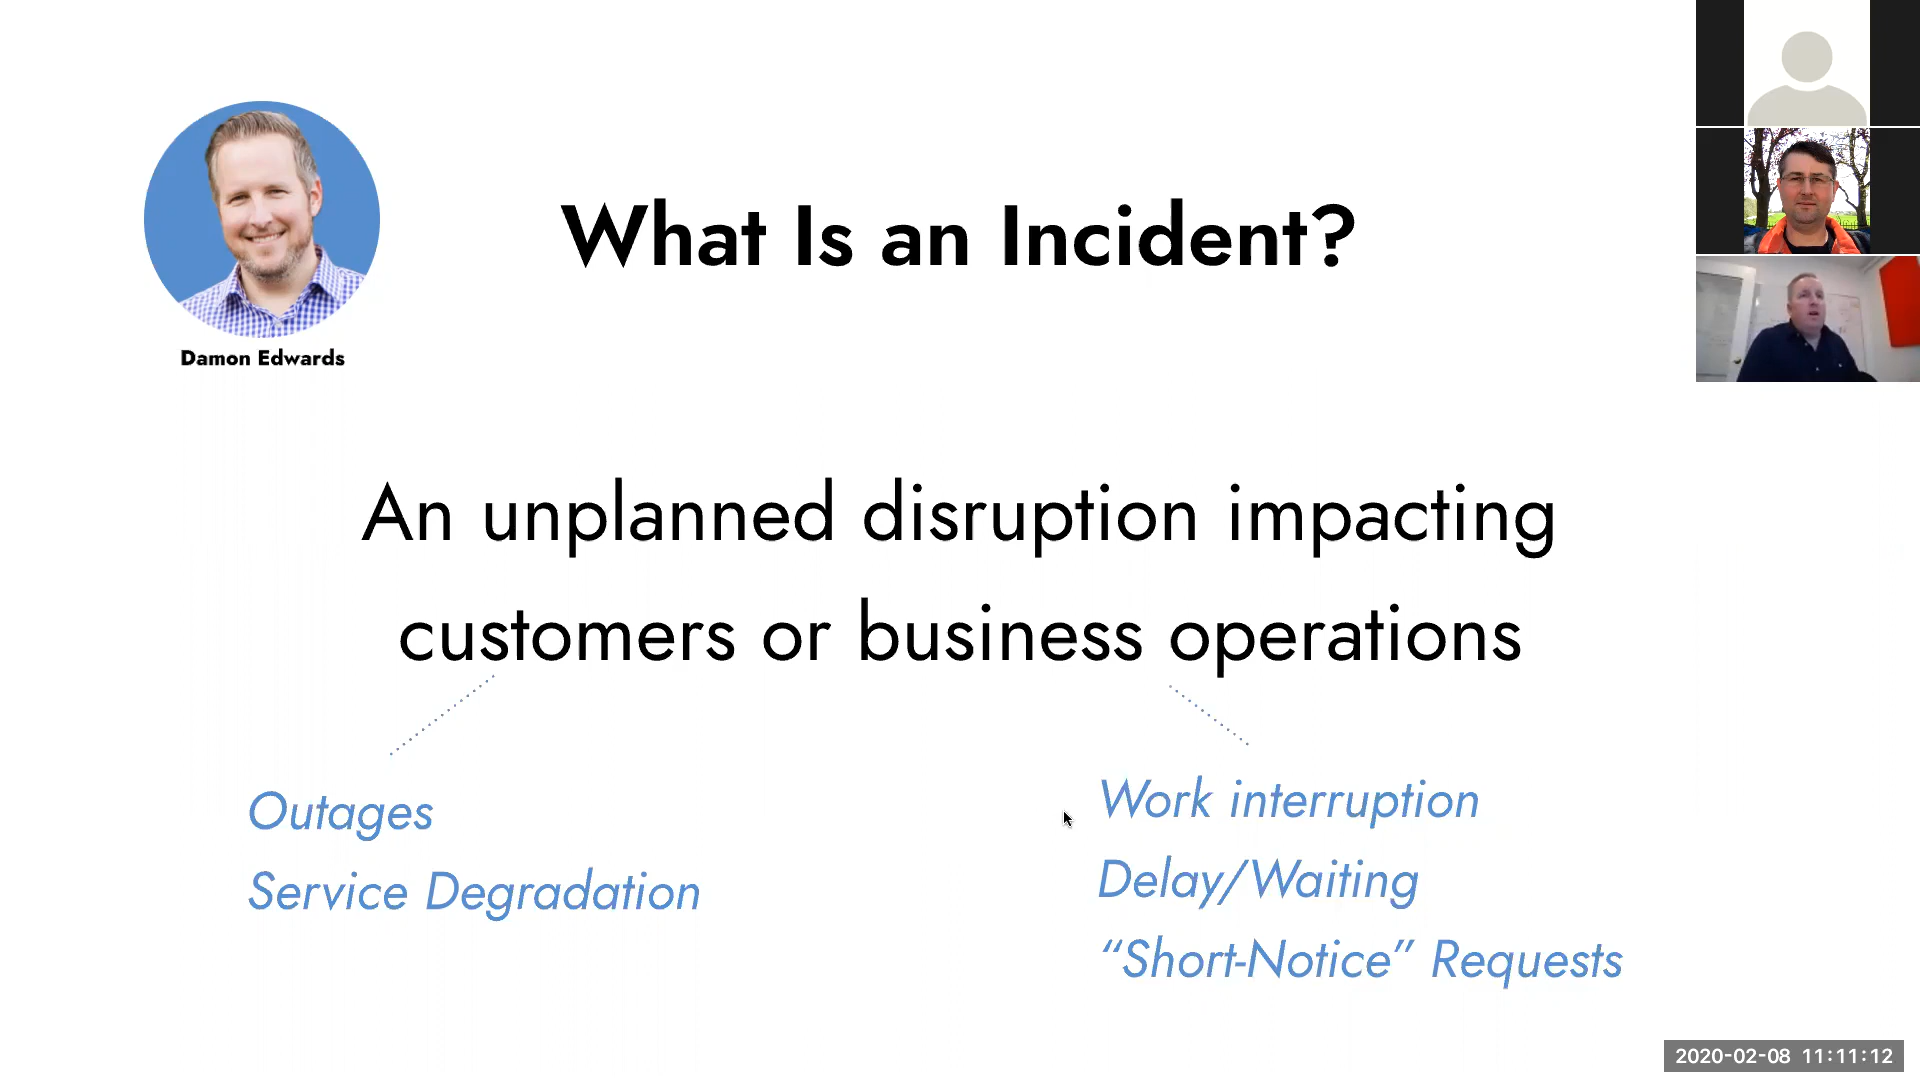 What Is an Incident?
Damon Edwards
An unplanned disruption impacting
customers or business operations
Outages
Service Degradation
Work interruption
Delay/Waiting
“Short-Notice” Requests
2020-02-08 11:11:12